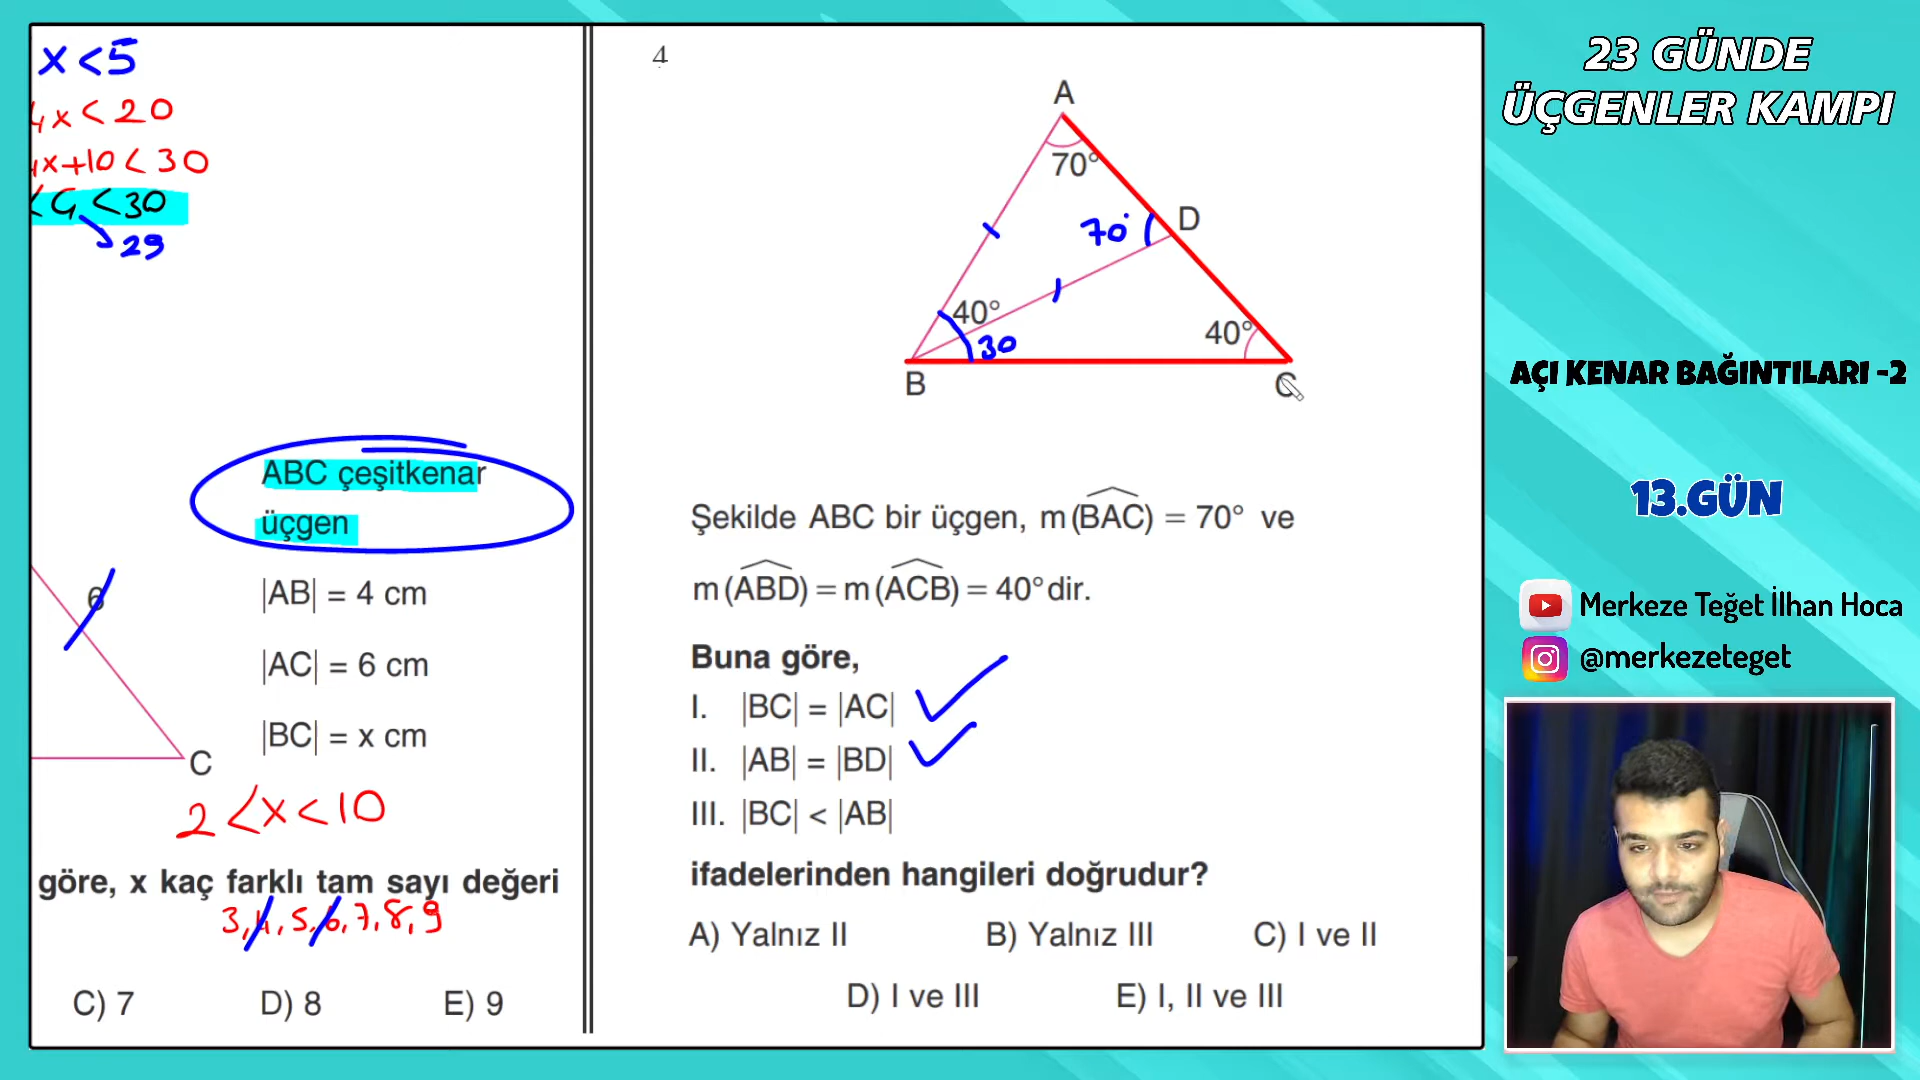 x < 5
4x < 20
4x+10 < 30
< Ç < 30
29
ABC çeşitkenar
üçgen
6
|AB| = 4 cm
|AC| = 6 cm
|BC| = x cm
C
2 < x < 10
göre, x kaç farklı tam sayı değeri
3, 4, 5, 6, 7, 8, 9
C) 7 D) 8 E) 9
4
A
70°
D
70°
40°
30
40°
B
C
Şekilde ABC bir üçgen, m(BAC) = 70° ve
m(ABD) = m(ACB) = 40° dir.
Buna göre,
I. |BC| = |AC|
II. |AB| = |BD|
III. |BC| < |AB|
ifadelerinden hangileri doğrudur?
A) Yalnız II B) Yalnız III C) I ve II
D) I ve III E) I, II ve III
23 GÜNDE
ÜÇGENLER KAMPI
AÇI KENAR BAĞINTILARI -2
13.GÜN
Merkeze Teğet İlhan Hoca
@merkezeteget